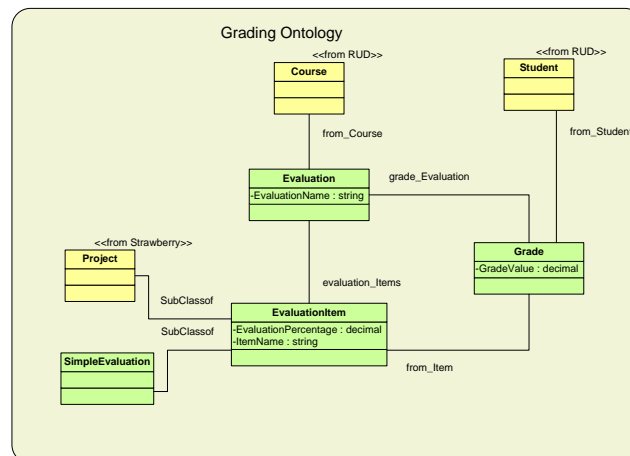 Grading Ontology
<<from RUD>>
Course
<<from RUD>>
Student
from_Course
from_Student
Evaluation
-EvaluationName : string
grade_Evaluation
<<from Strawberry>>
Project
Grade
-GradeValue : decimal
evaluation_Items
SubClassof
EvaluationItem
-EvaluationPercentage : decimal
-ItemName : string
SubClassof
SimpleEvaluation
from_Item